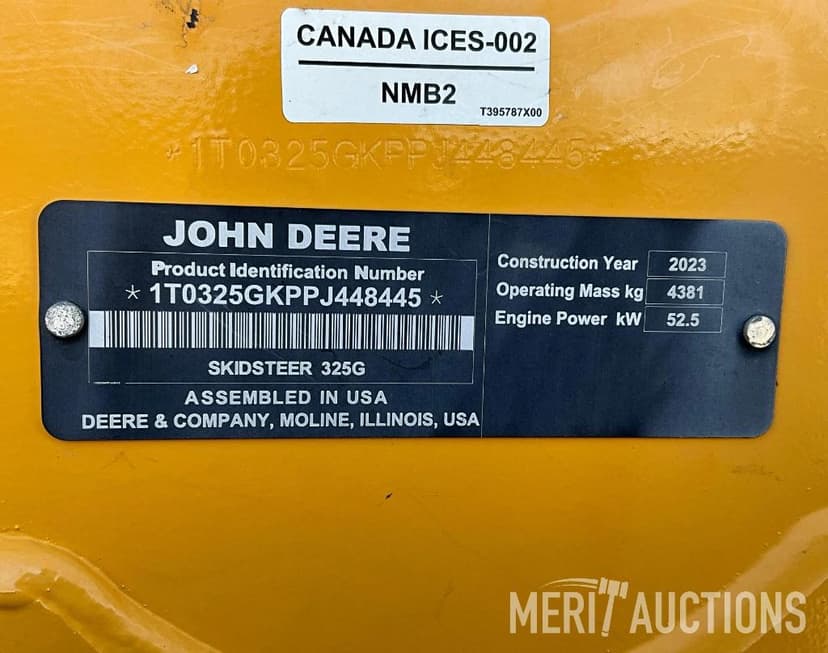 CANADA ICES-002
NMB2
T395787X00
*1T0325GKPPJ448445*
JOHN DEERE
Product Identification Number
* 1T0325GKPPJ448445 *
SKIDSTEER 325G
ASSEMBLED IN USA
DEERE & COMPANY, MOLINE, ILLINOIS, USA
Construction Year 2023
Operating Mass kg 4381
Engine Power kW 52.5
MERIT AUCTIONS